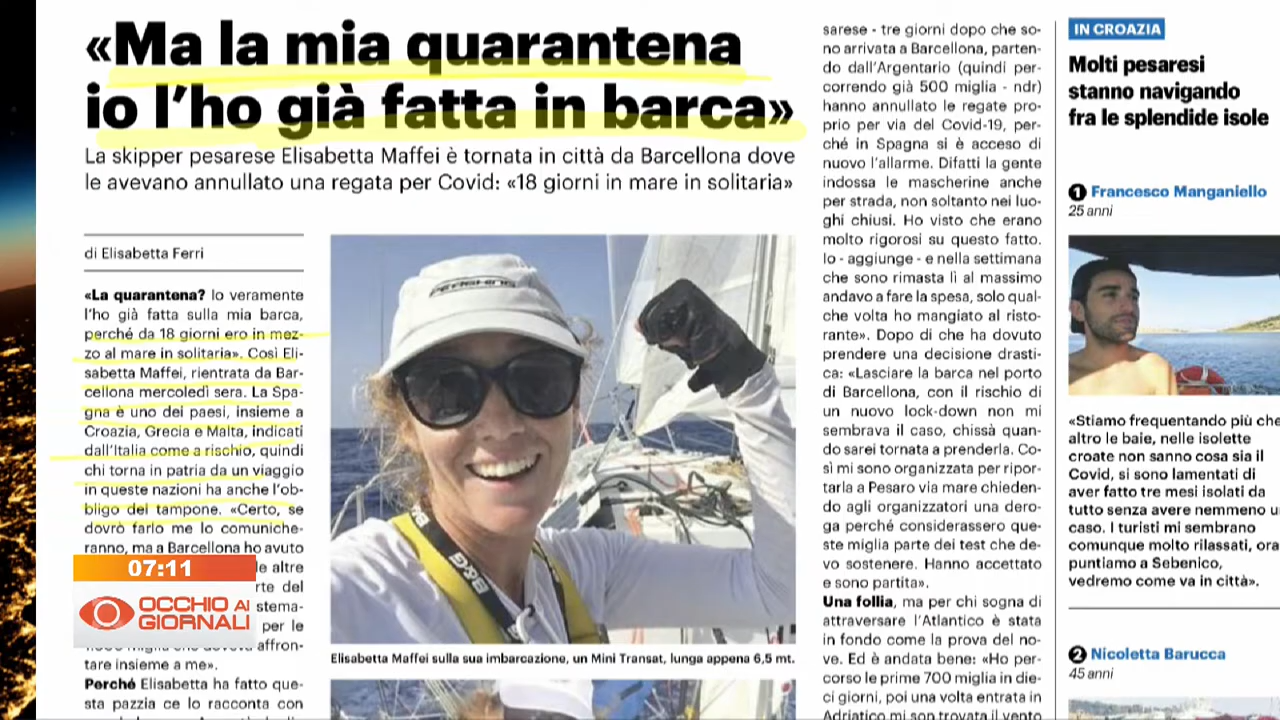 «Ma la mia quarantena
io l'ho già fatta in barca»
La skipper pesarese Elisabetta Maffei è tornata in città da Barcellona dove
le avevano annullato una regata per Covid: «18 giorni in mare in solitaria»
di Elisabetta Ferri
«La quarantena? Io veramente
l'ho già fatta sulla mia barca,
perché da 18 giorni ero in mez-
zo al mare in solitaria». Così Eli-
sabetta Maffei, rientrata da Bar-
cellona mercoledì sera. La Spa-
gna è uno dei paesi, insieme a
Croazia, Grecia e Malta, indicati
dall'Italia come a rischio, quindi
chi torna in patria da un viaggio
in queste nazioni ha anche l'ob-
bligo del tampone. «Certo, se
dovrò farlo me lo comuniche-
ranno, ma a Barcellona ho avuto
le altre
rte del
stema-
per le
affron-
tare insieme a me».
Perché Elisabetta ha fatto que-
sta pazzia ce lo racconta con
07:11
OCCHIO AI
GIORNALI
PERSHING
B&G
Elisabetta Maffei sulla sua imbarcazione, un Mini Transat, lunga appena 6,5 mt.
sarese - tre giorni dopo che so-
no arrivata a Barcellona, parten-
do dall'Argentario (quindi per-
correndo già 500 miglia - ndr)
hanno annullato le regate pro-
prio per via del Covid-19, per-
ché in Spagna si è acceso di
nuovo l'allarme. Difatti la gente
indossa le mascherine anche
per strada, non soltanto nei luo-
ghi chiusi. Ho visto che erano
molto rigorosi su questo fatto.
Io - aggiunge - e nella settimana
che sono rimasta lì al massimo
andavo a fare la spesa, solo qual-
che volta ho mangiato al risto-
rante». Dopo di che ha dovuto
prendere una decisione drasti-
ca: «Lasciare la barca nel porto
di Barcellona, con il rischio di
un nuovo lock-down non mi
sembrava il caso, chissà quan-
do sarei tornata a prenderla. Co-
sì mi sono organizzata per ripor-
tarla a Pesaro via mare chieden-
do agli organizzatori una dero-
ga perché considerassero que-
ste miglia parte dei test che de-
vo sostenere. Hanno accettato
e sono partita».
Una follia, ma per chi sogna di
attraversare l'Atlantico è stata
in fondo come la prova del no-
ve. Ed è andata bene: «Ho per-
corso le prime 700 miglia in die-
ci giorni, poi una volta entrata in
Adriatico mi son trovata il vento
IN CROAZIA
Molti pesaresi
stanno navigando
fra le splendide isole
1 Francesco Manganiello
25 anni
«Stiamo frequentando più che
altro le baie, nelle isolette
croate non sanno cosa sia il
Covid, si sono lamentati di
aver fatto tre mesi isolati da
tutto senza avere nemmeno u
caso. I turisti mi sembrano
comunque molto rilassati, ora
puntiamo a Sebenico,
vedremo come va in città».
2 Nicoletta Barucca
45 anni